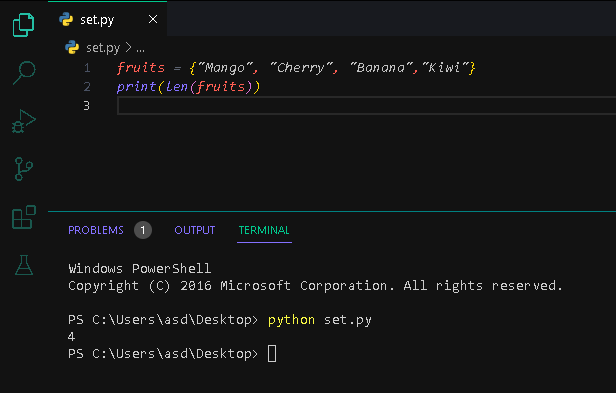 set.py
set.py > ...
1 fruits = {"Mango", "Cherry", "Banana","Kiwi"}
2 print(len(fruits))
3
PROBLEMS 1 OUTPUT TERMINAL
Windows PowerShell
Copyright (C) 2016 Microsoft Corporation. All rights reserved.
PS C:\Users\asd\Desktop> python set.py
4
PS C:\Users\asd\Desktop>